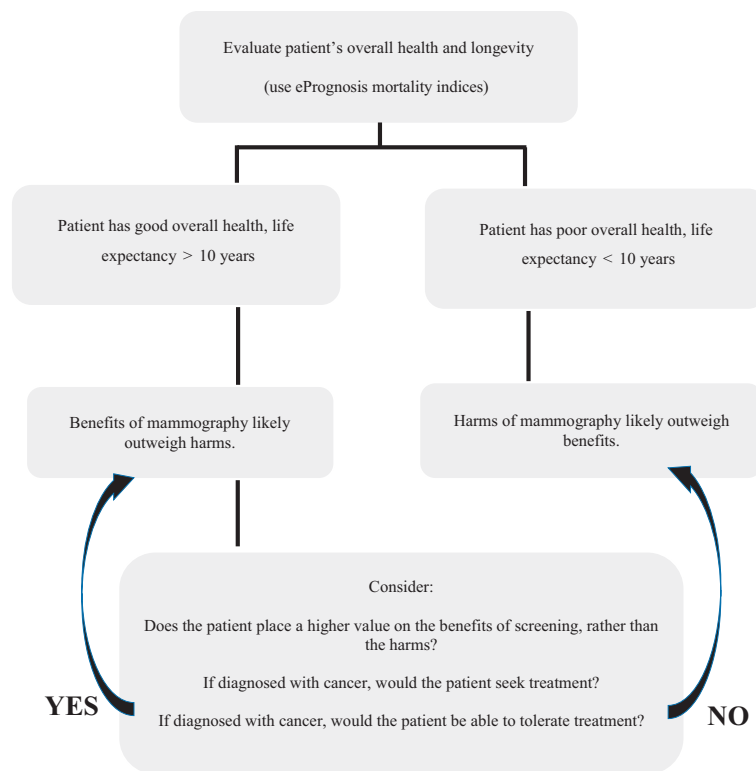 Evaluate patient's overall health and longevity
(use ePrognosis mortality indices)
Patient has good overall health, life
expectancy > 10 years
Patient has poor overall health, life
expectancy < 10 years
Benefits of mammography likely
outweigh harms.
Harms of mammography likely outweigh
benefits.
Consider:
Does the patient place a higher value on the benefits of screening, rather than
the harms?
If diagnosed with cancer, would the patient seek treatment?
If diagnosed with cancer, would the patient be able to tolerate treatment?
YES
NO